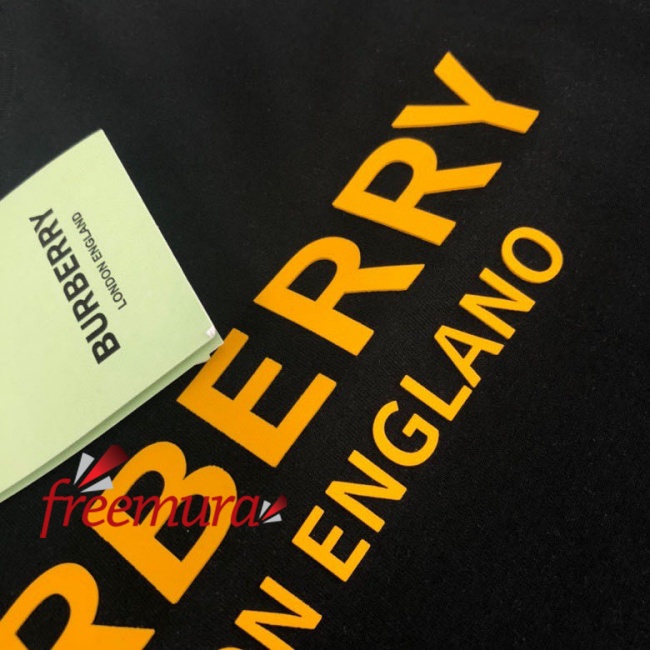 BURBERRY
LONDON ENGLAND
RBERRY
ON ENGLANO
freemura